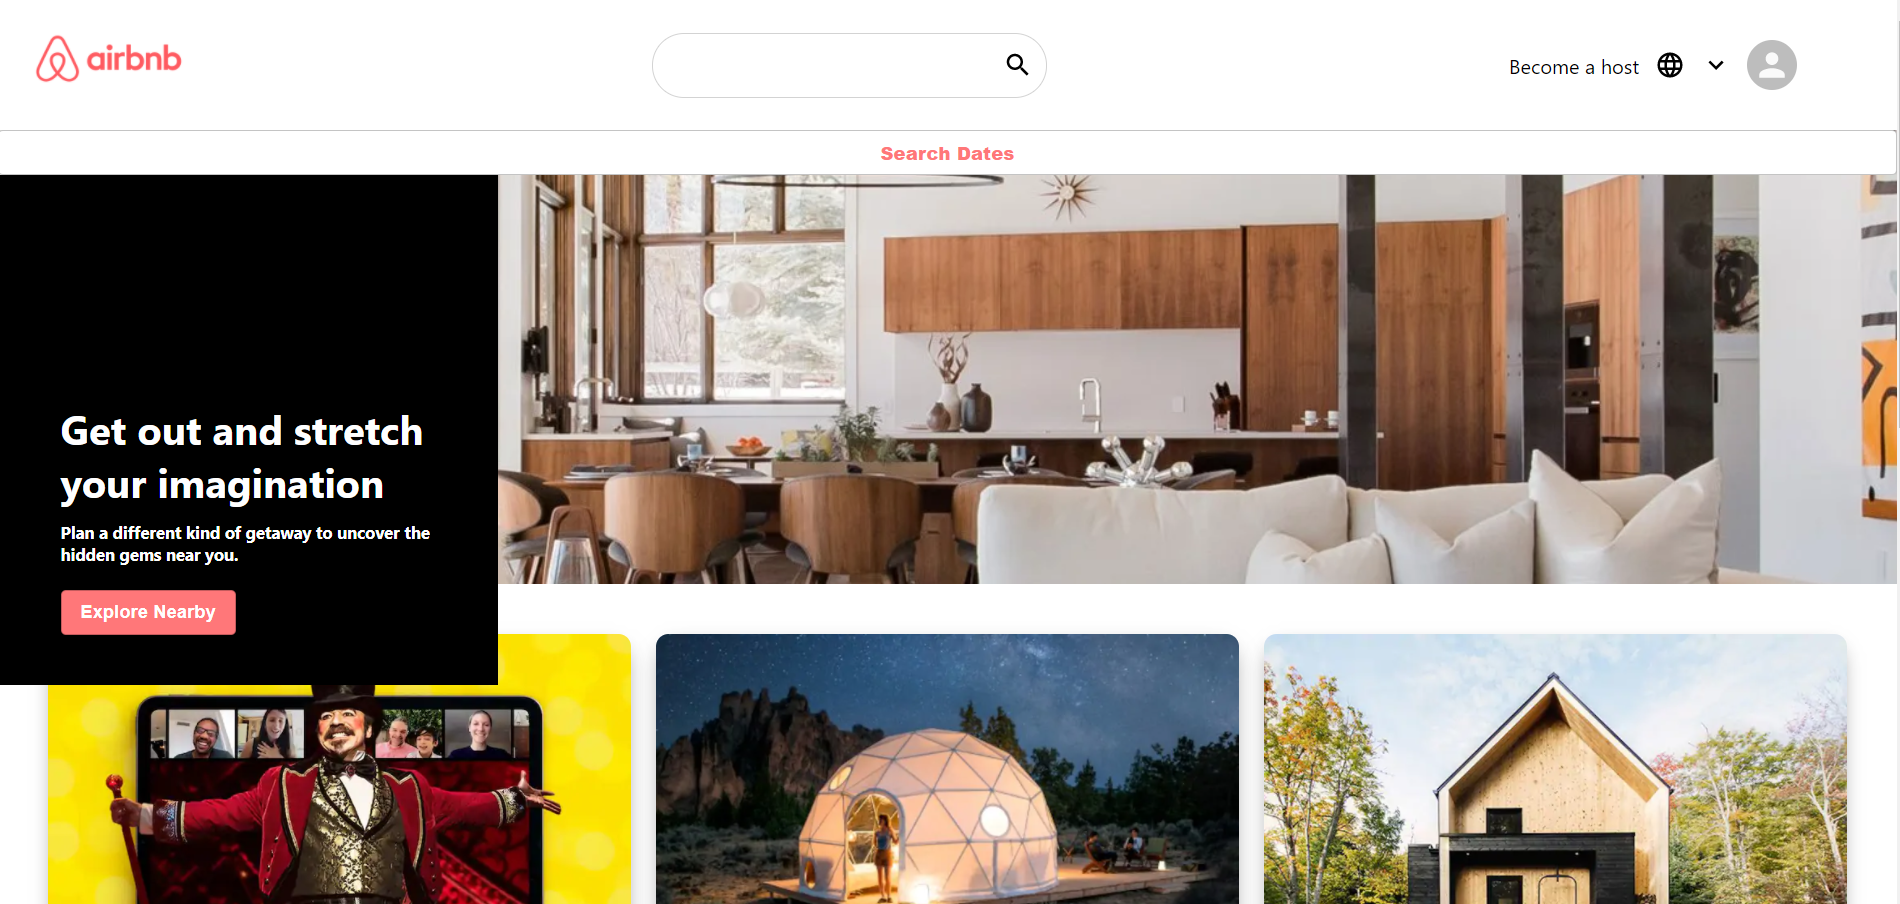 airbnb
Become a host
Search Dates
Get out and stretch
your imagination
Plan a different kind of getaway to uncover the
hidden gems near you.
Explore Nearby